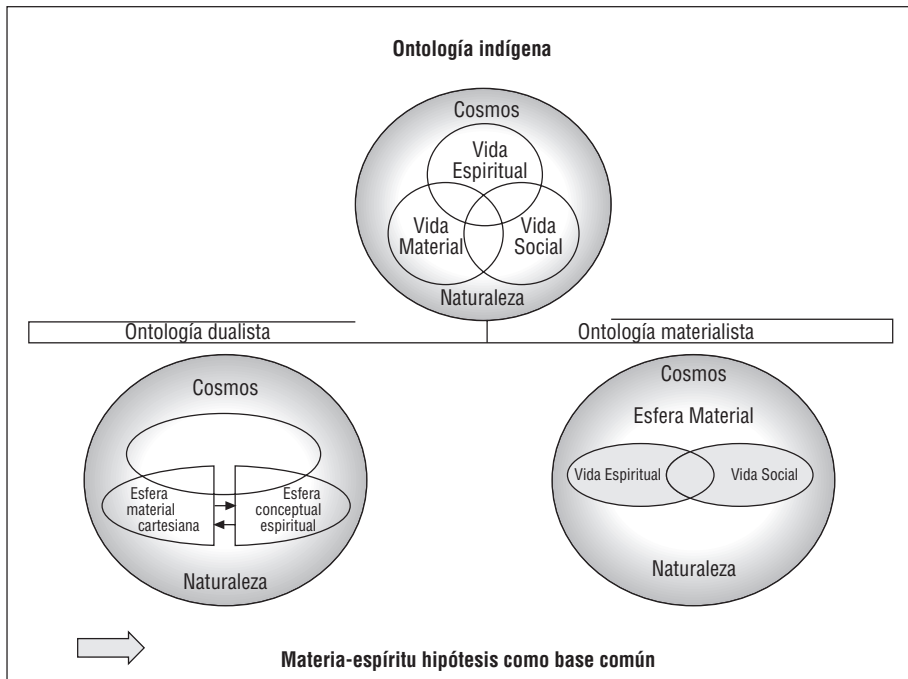 Ontología indígena
Cosmos
Vida
Espiritual
Vida
Material
Vida
Social
Naturaleza
Ontología dualista
Ontología materialista
Cosmos
Esfera
material
cartesiana
Esfera
conceptual
espiritual
Naturaleza
Cosmos
Esfera Material
Vida Espiritual
Vida Social
Naturaleza
Materia-espíritu hipótesis como base común